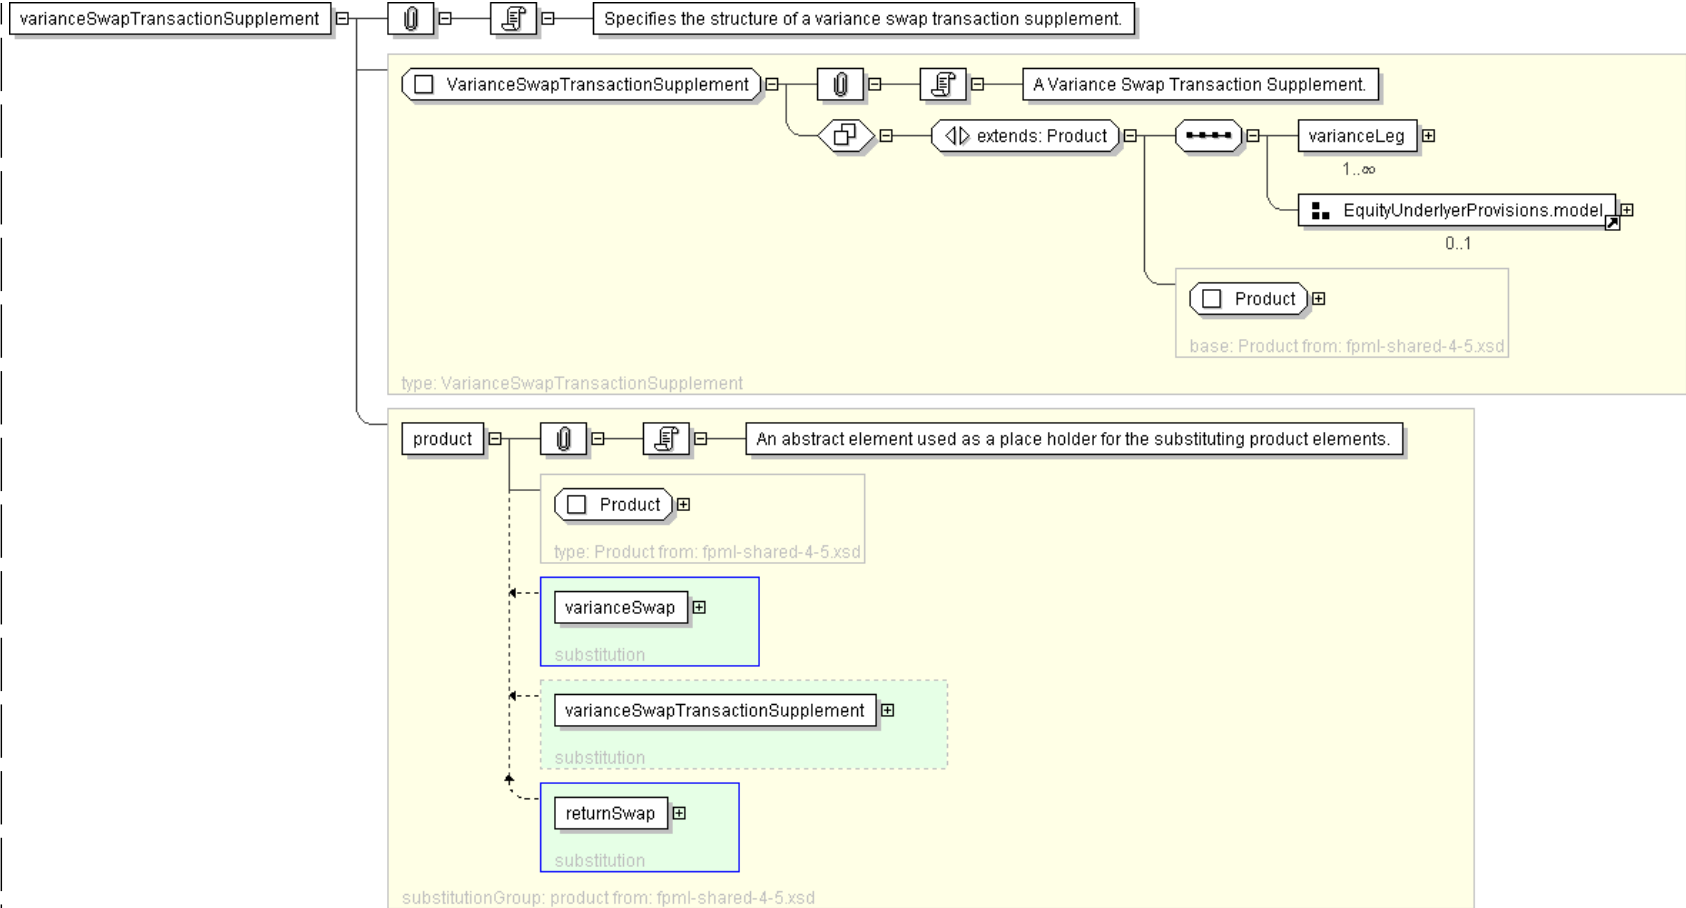 varianceSwapTransactionSupplement
Specifies the structure of a variance swap transaction supplement.
VarianceSwapTransactionSupplement
A Variance Swap Transaction Supplement.
extends: Product
varianceLeg
1..∞
EquityUnderlyerProvisions.model
0..1
Product
base: Product from: fpml-shared-4-5.xsd
type: VarianceSwapTransactionSupplement
product
An abstract element used as a place holder for the substituting product elements.
Product
type: Product from: fpml-shared-4-5.xsd
varianceSwap
substitution
varianceSwapTransactionSupplement
substitution
returnSwap
substitution
substitutionGroup: product from: fpml-shared-4-5.xsd